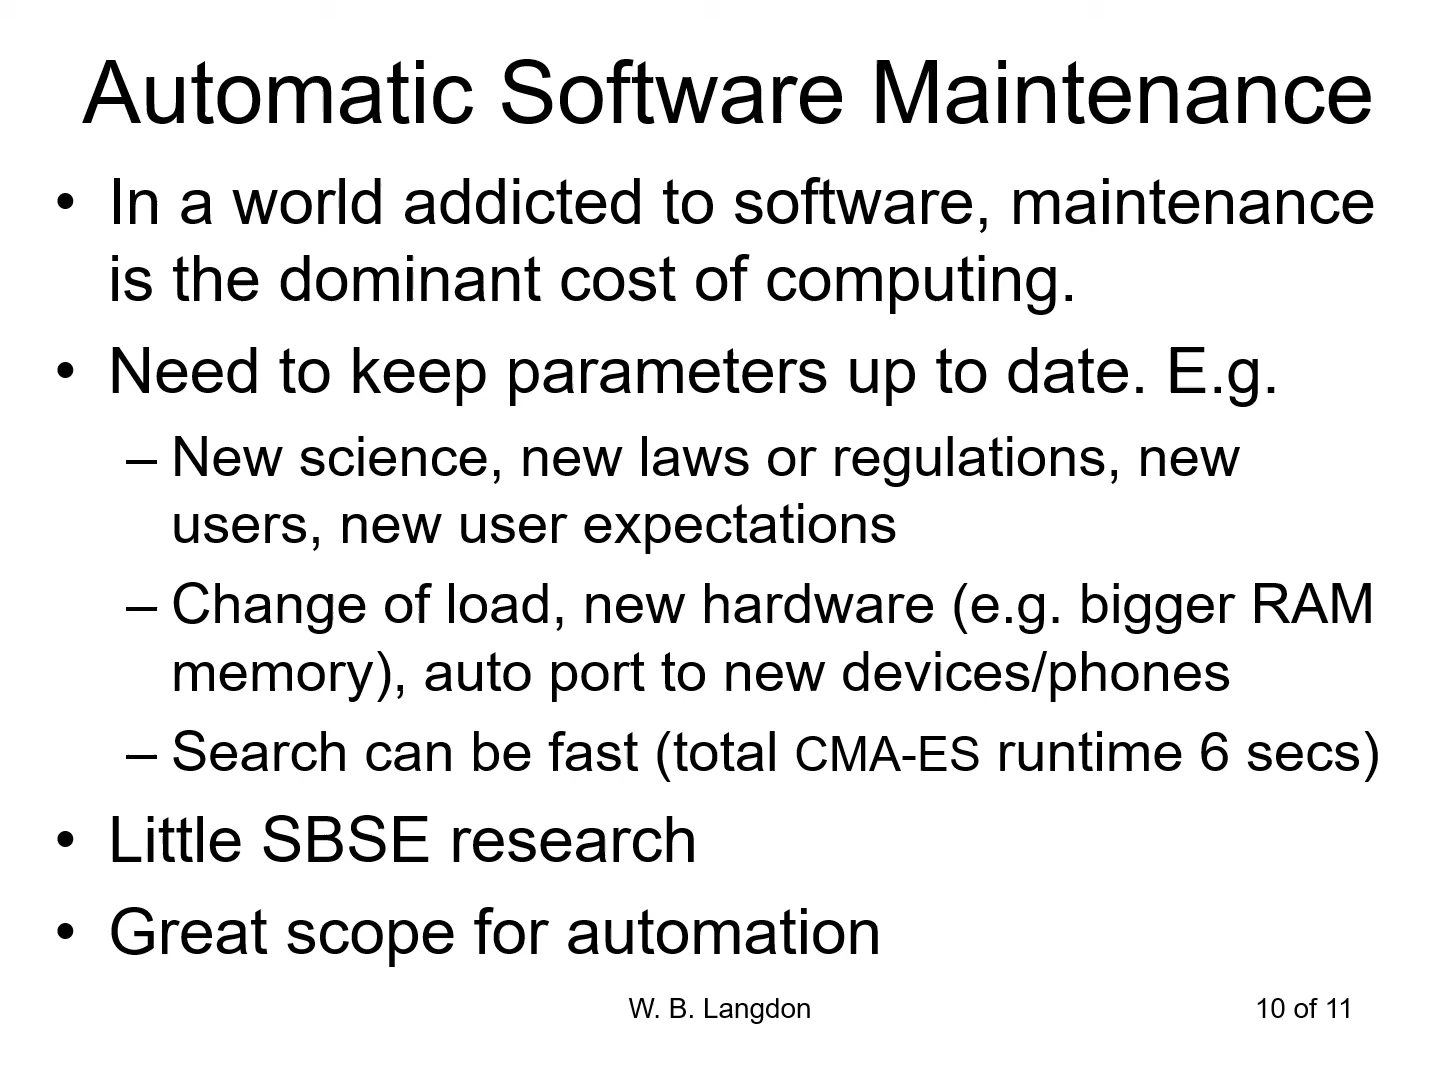 Automatic Software Maintenance
• In a world addicted to software, maintenance
is the dominant cost of computing.
• Need to keep parameters up to date. E.g.
– New science, new laws or regulations, new
users, new user expectations
– Change of load, new hardware (e.g. bigger RAM
memory), auto port to new devices/phones
– Search can be fast (total CMA-ES runtime 6 secs)
• Little SBSE research
• Great scope for automation
W. B. Langdon
10 of 11